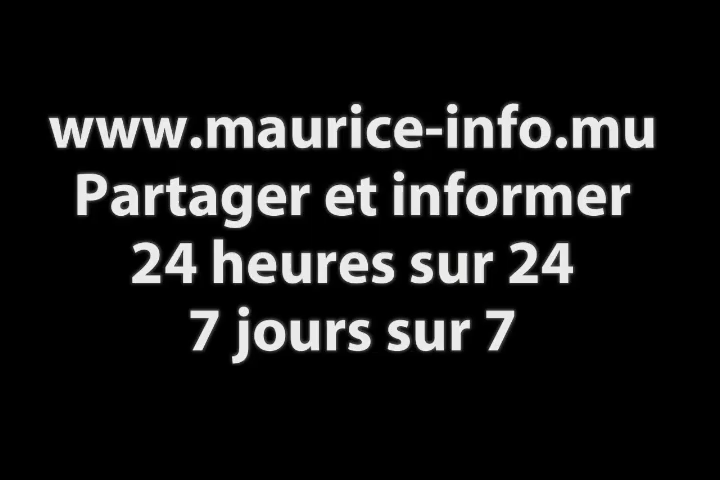 www.maurice-info.mu
Partager et informer
24 heures sur 24
7 jours sur 7